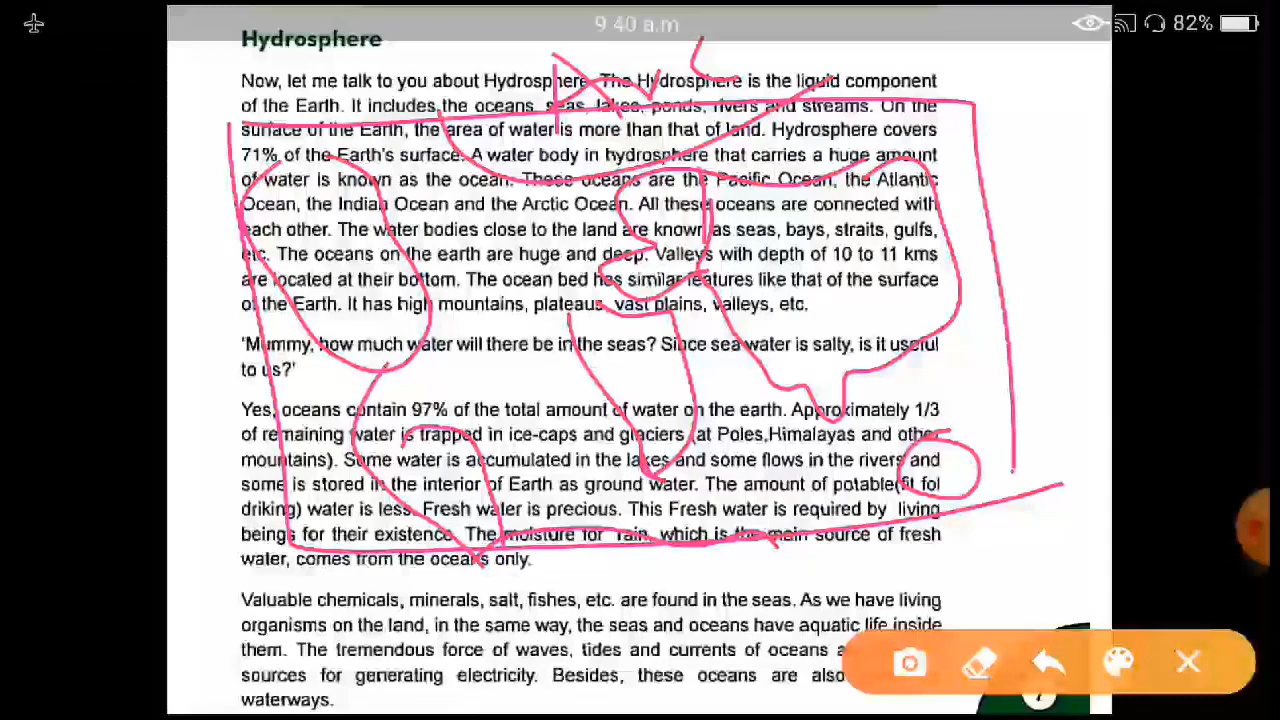 9 40 a.m
82%
Hydrosphere
Now, let me talk to you about Hydrosphere. The Hydrosphere is the liquid component
of the Earth. It includes the oceans, seas, lakes, ponds, rivers and streams. On the
surface of the Earth, the area of water is more than that of land. Hydrosphere covers
71% of the Earth's surface. A water body in hydrosphere that carries a huge amount
of water is known as the ocean. These oceans are the Pacific Ocean, the Atlantic
Ocean, the Indian Ocean and the Arctic Ocean. All these oceans are connected with
each other. The water bodies close to the land are known as seas, bays, straits, gulfs,
etc. The oceans on the earth are huge and deep. Valleys with depth of 10 to 11 kms
are located at their bottom. The ocean bed has similar features like that of the surface
of the Earth. It has high mountains, plateaus, vast plains, valleys, etc.
'Mummy, how much water will there be in the seas? Since sea water is salty, is it useful
to us?'
Yes, oceans contain 97% of the total amount of water on the earth. Approximately 1/3
of remaining water is trapped in ice-caps and glaciers (at Poles,Himalayas and other
mountains). Some water is accumulated in the lakes and some flows in the rivers and
some is stored in the interior of Earth as ground water. The amount of potable(fit fol
driking) water is less. Fresh water is precious. This Fresh water is required by living
beings for their existence. The moisture for rain, which is the main source of fresh
water, comes from the oceans only.
Valuable chemicals, minerals, salt, fishes, etc. are found in the seas. As we have living
organisms on the land, in the same way, the seas and oceans have aquatic life inside
them. The tremendous force of waves, tides and currents of oceans
sources for generating electricity. Besides, these oceans are also
waterways.